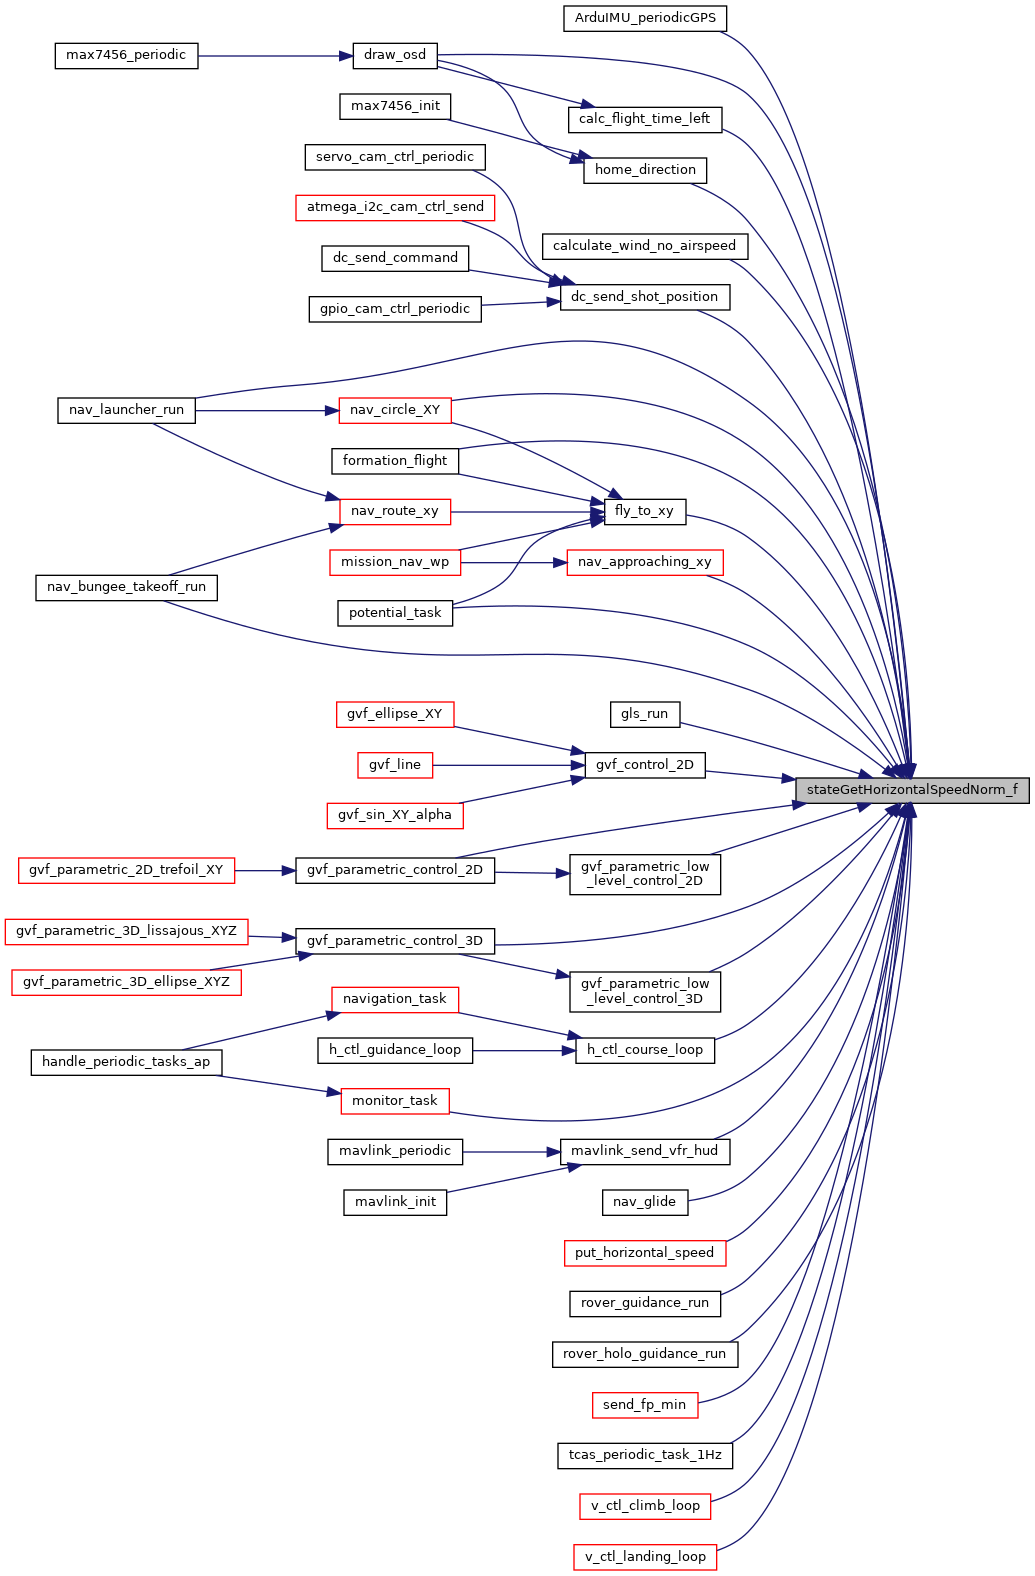 ArduIMU_periodicGPS
max7456_periodic
draw_osd
max7456_init
calc_flight_time_left
servo_cam_ctrl_periodic
home_direction
atmega_i2c_cam_ctrl_send
calculate_wind_no_airspeed
dc_send_command
dc_send_shot_position
gpio_cam_ctrl_periodic
nav_launcher_run
nav_circle_XY
formation_flight
nav_route_xy
fly_to_xy
mission_nav_wp
nav_approaching_xy
nav_bungee_takeoff_run
potential_task
gvf_ellipse_XY
gls_run
gvf_line
gvf_control_2D
stateGetHorizontalSpeedNorm_f
gvf_sin_XY_alpha
gvf_parametric_2D_trefoil_XY
gvf_parametric_control_2D
gvf_parametric_low
_level_control_2D
gvf_parametric_3D_lissajous_XYZ
gvf_parametric_control_3D
gvf_parametric_3D_ellipse_XYZ
gvf_parametric_low
_level_control_3D
navigation_task
h_ctl_guidance_loop
h_ctl_course_loop
handle_periodic_tasks_ap
monitor_task
mavlink_periodic
mavlink_send_vfr_hud
mavlink_init
nav_glide
put_horizontal_speed
rover_guidance_run
rover_holo_guidance_run
send_fp_min
tcas_periodic_task_1Hz
v_ctl_climb_loop
v_ctl_landing_loop